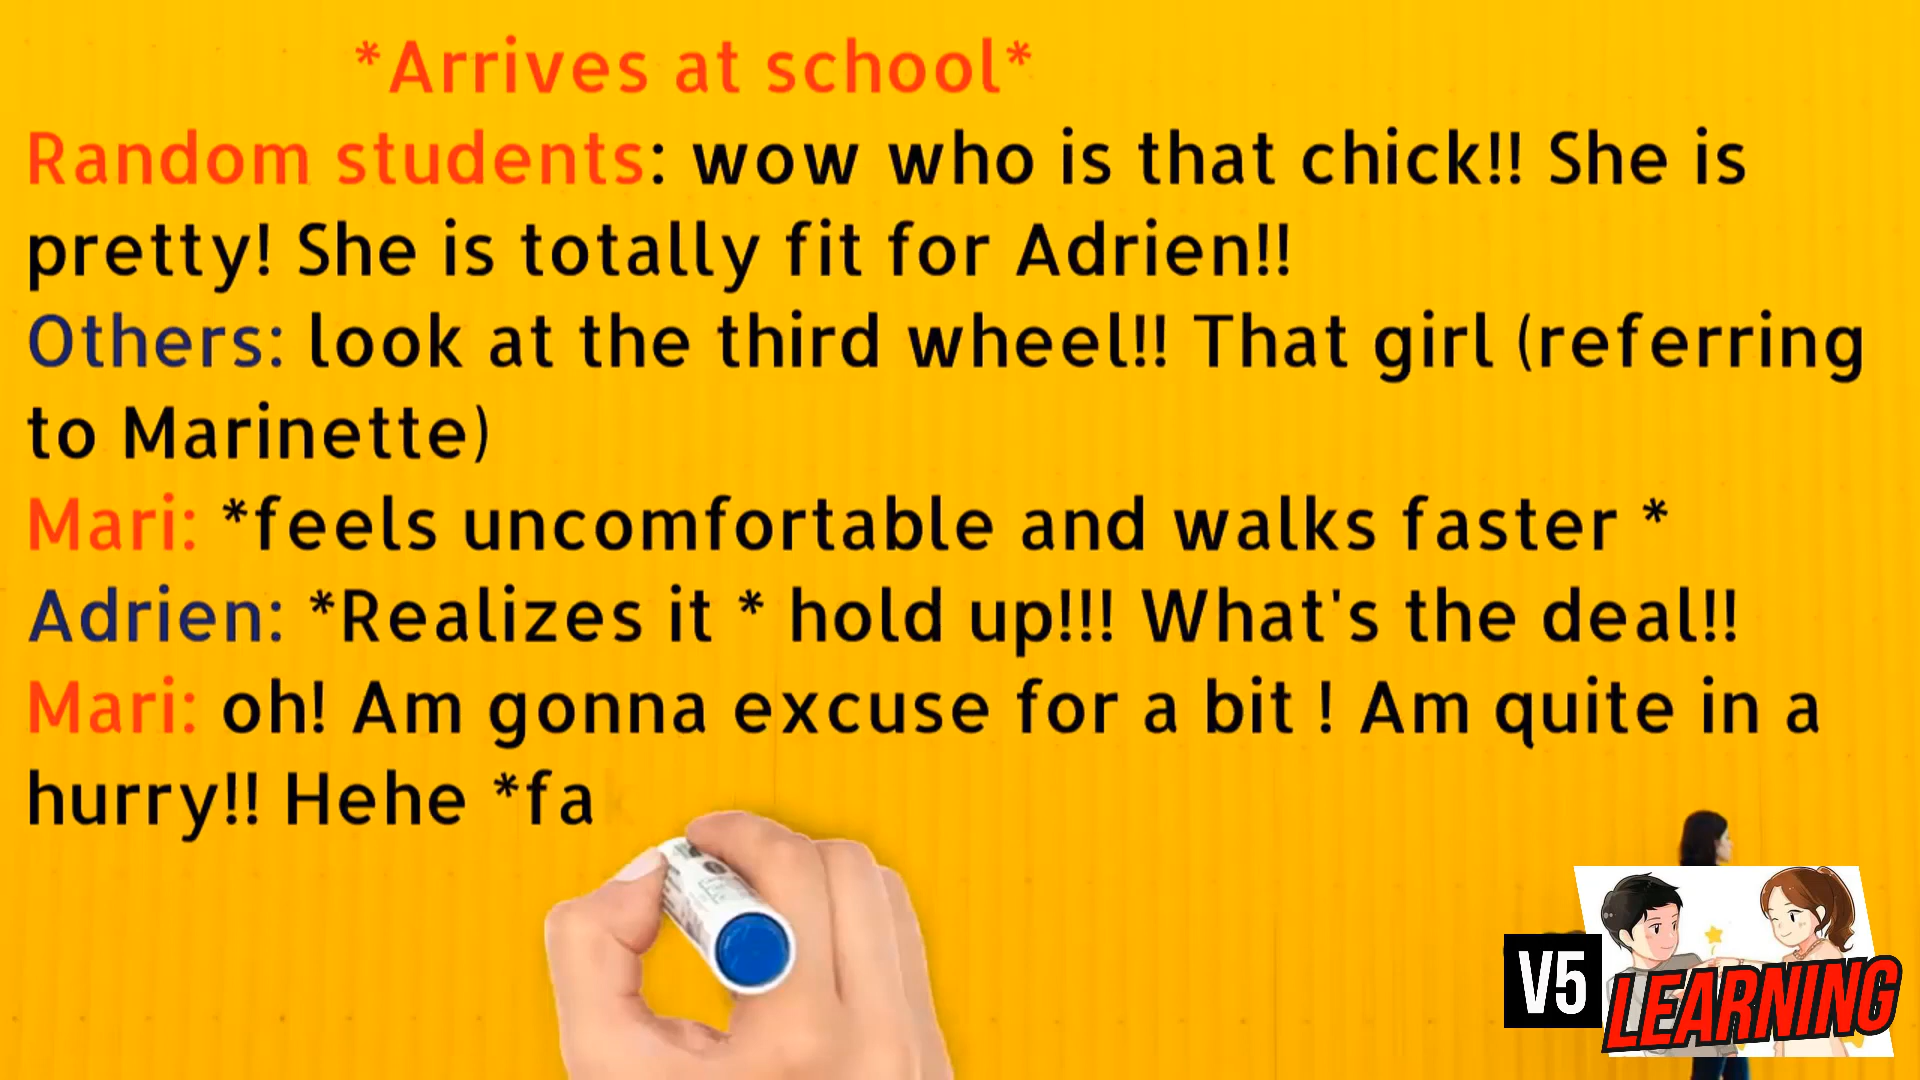 *Arrives at school*
Random students: wow who is that chick!! She is
pretty! She is totally fit for Adrien!!
Others: look at the third wheel!! That girl (referring
to Marinette)
Mari: *feels uncomfortable and walks faster *
Adrien: *Realizes it * hold up!!! What's the deal!!
Mari: oh! Am gonna excuse for a bit ! Am quite in a
hurry!! Hehe *fa
V5
LEARNING